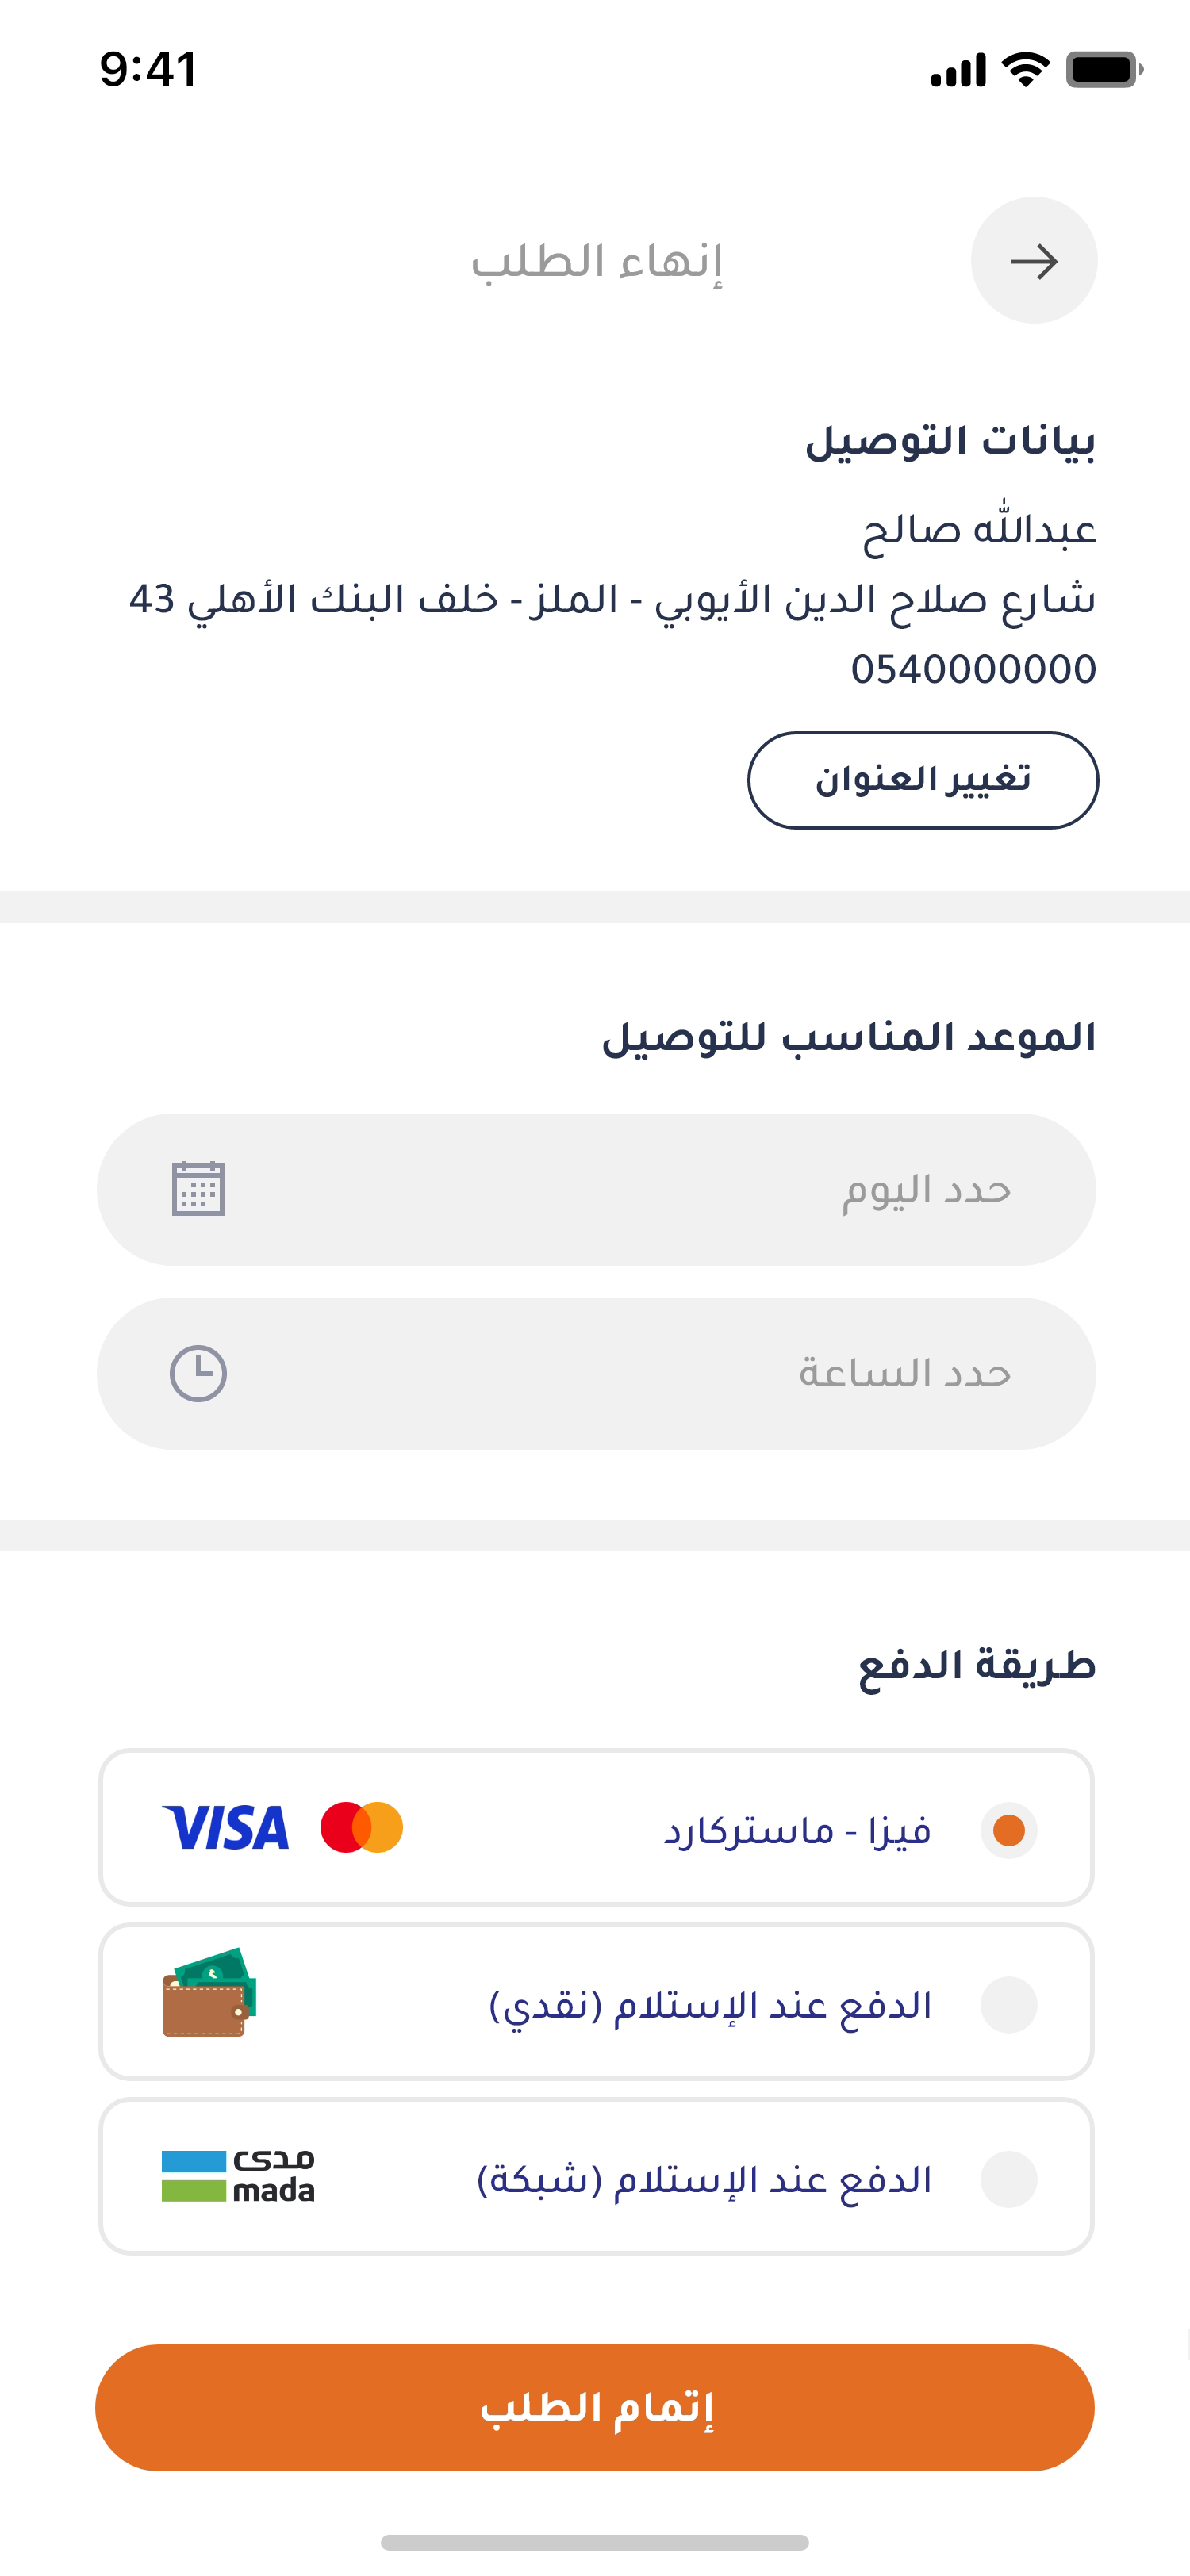 9:41
إنهاء الطلب
بيانات التوصيل
عبدالله صالح
شارع صلاح الدين الأيوبي - الملز - خلف البنك الأهلي 43
0540000000
تغيير العنوان
الموعد المناسب للتوصيل
حدد اليوم
حدد الساعة
طريقة الدفع
فيزا - ماستركارد VISA
الدفع عند الإستلام (نقدي)
الدفع عند الإستلام (شبكة)
مدى
mada
إتمام الطلب